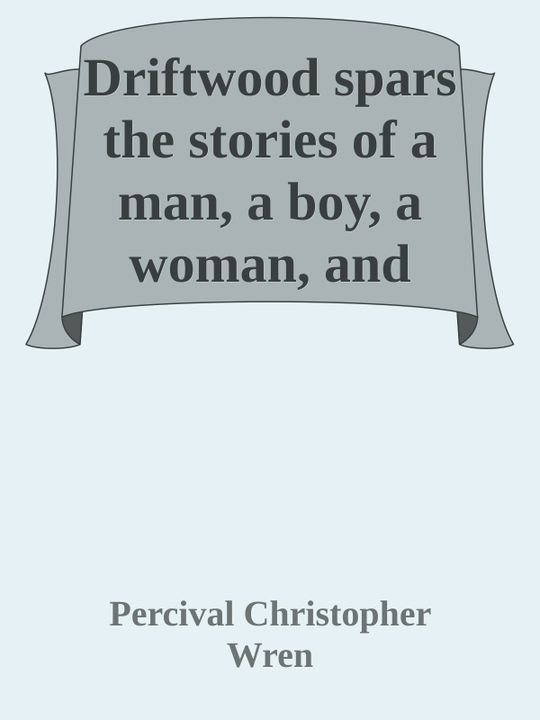 Driftwood spars
the stories of a
man, a boy, a
woman, and
Percival Christopher
Wren